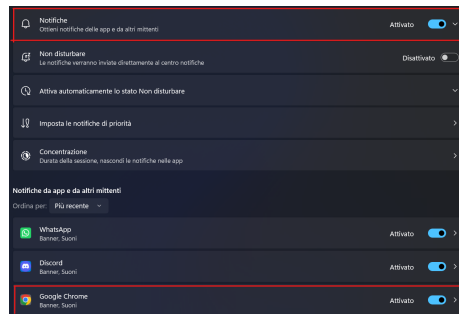 Notifiche
Ottieni notifiche delle app e da altri mittenti
Attivato
Non disturbare
Le notifiche verranno inviate direttamente al centro notifiche
Disattivato
Attiva automaticamente lo stato Non disturbare
Imposta le notifiche di priorità
Concentrazione
Durata della sessione, nascondi le notifiche nelle app
Notifiche da app e da altri mittenti
Ordina per: Più recente
WhatsApp
Banner, Suoni
Attivato
Discord
Banner, Suoni
Attivato
Google Chrome
Banner, Suoni
Attivato